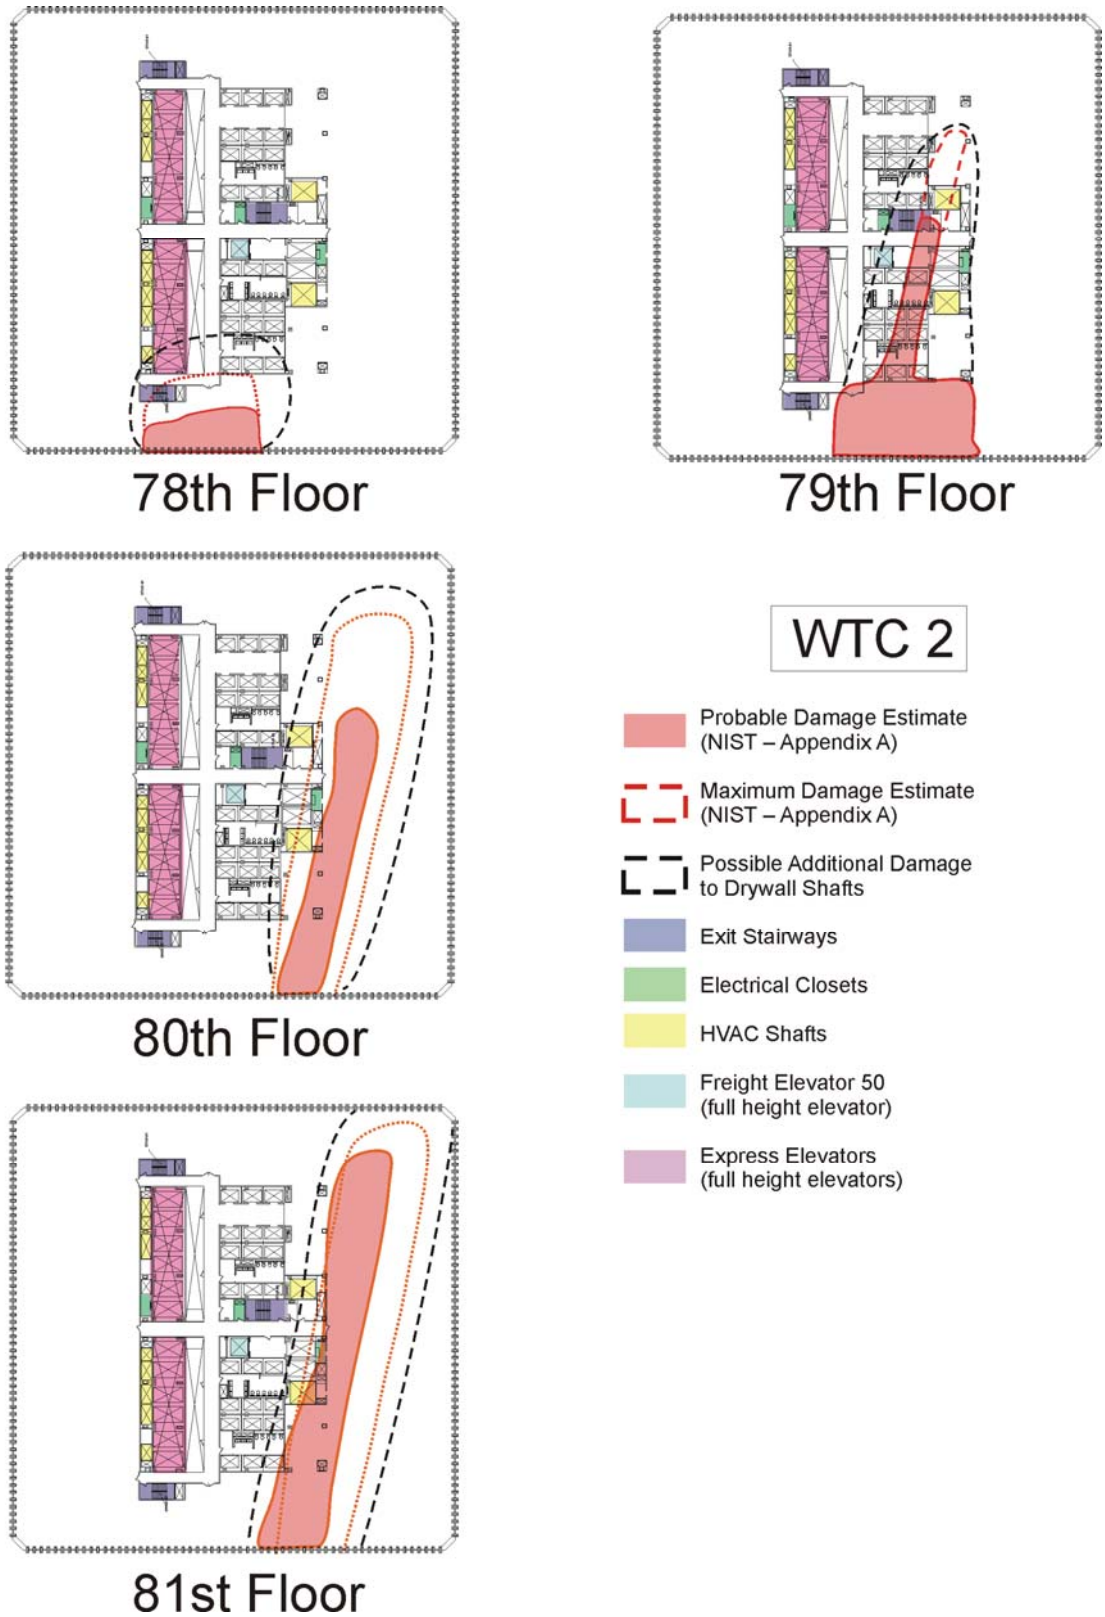 78th Floor
79th Floor
80th Floor
81st Floor
WTC 2
Probable Damage Estimate
(NIST – Appendix A)
Maximum Damage Estimate
(NIST – Appendix A)
Possible Additional Damage
to Drywall Shafts
Exit Stairways
Electrical Closets
HVAC Shafts
Freight Elevator 50
(full height elevator)
Express Elevators
(full height elevators)